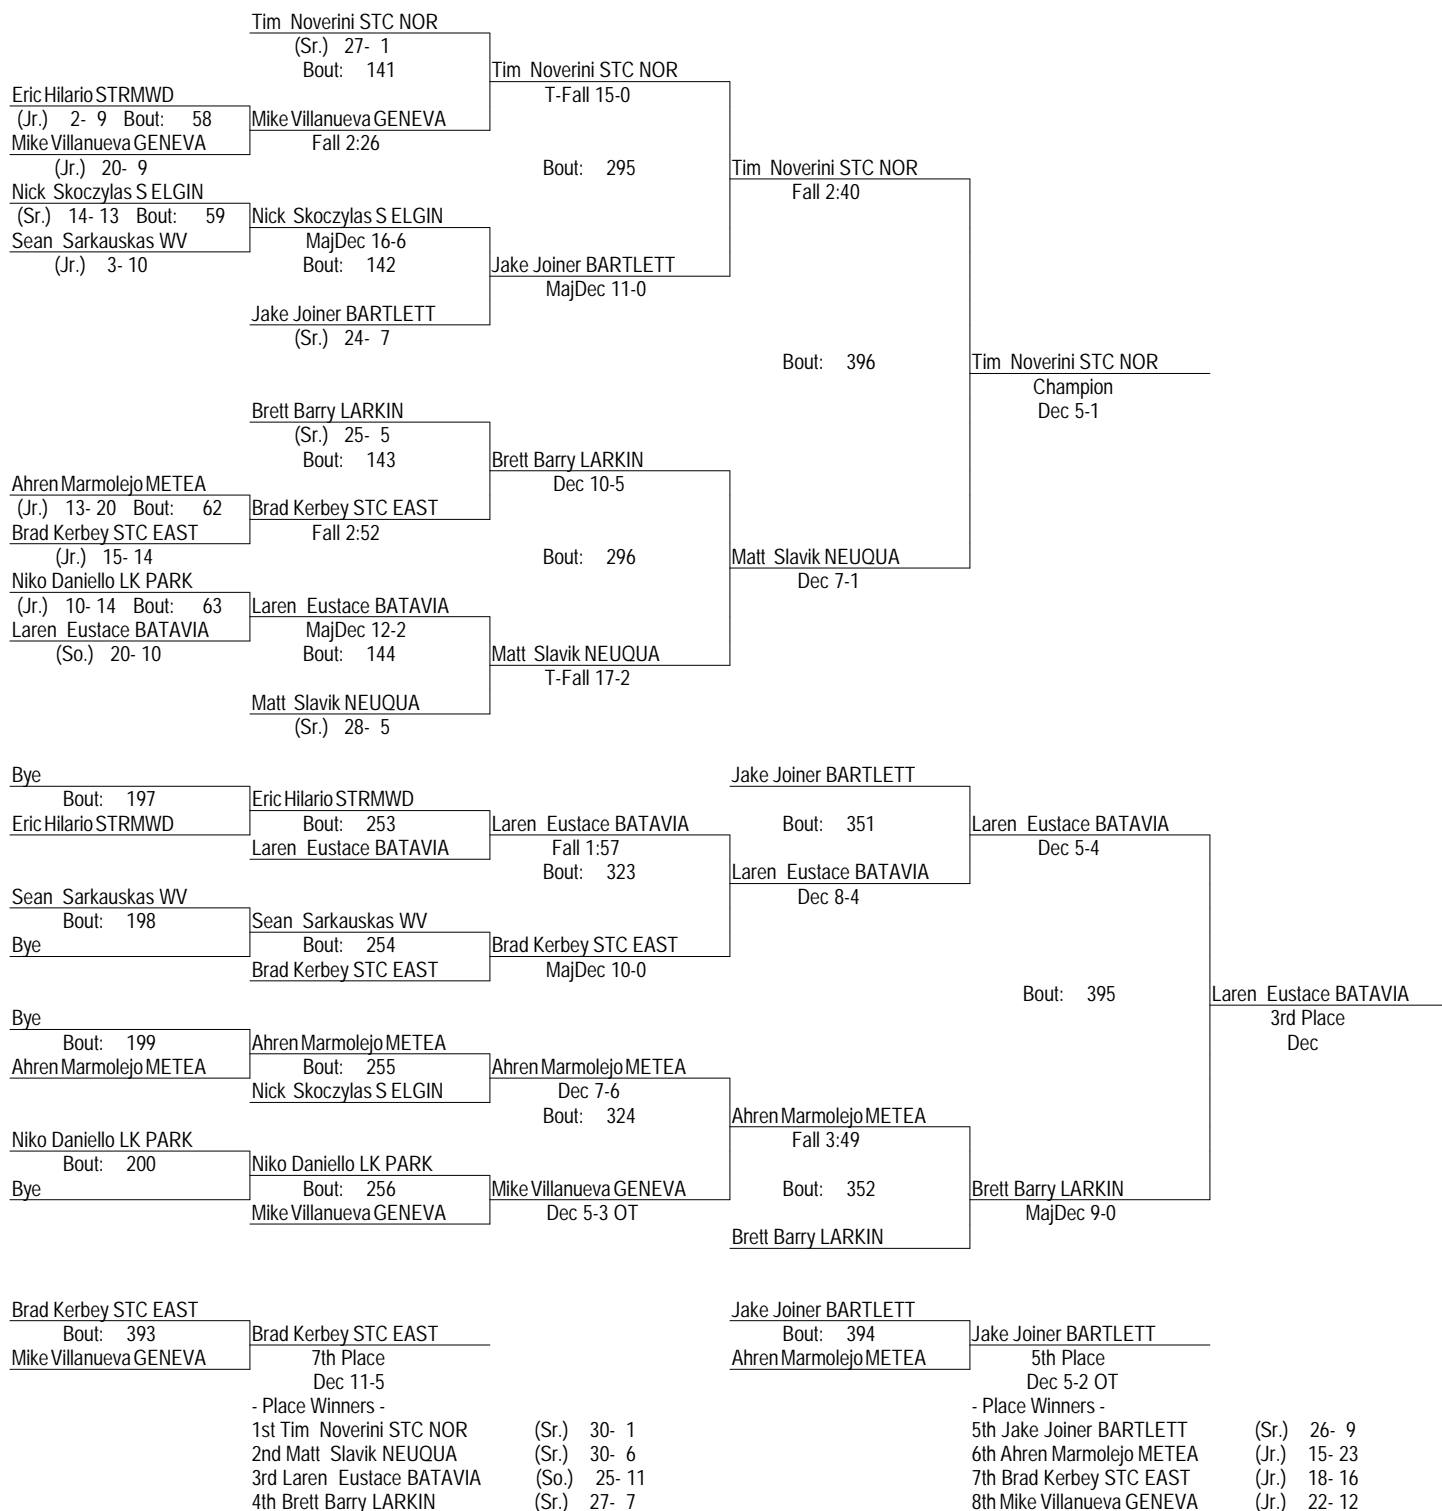 Tim Noverini STC NOR
(Sr.) 27- 1
Bout: 141
Tim Noverini STC NOR
T-Fall 15-0
Eric Hilario STRMWD
(Jr.) 2- 9 Bout: 58
Mike Villanueva GENEVA
Mike Villanueva GENEVA
Fall 2:26
(Jr.) 20- 9
Bout: 295
Tim Noverini STC NOR
Fall 2:40
Nick Skoczylas S ELGIN
(Sr.) 14- 13 Bout: 59
Nick Skoczylas S ELGIN
Sean Sarkauskas WV
MajDec 16-6
(Jr.) 3- 10
Bout: 142
Jake Joiner BARTLETT
MajDec 11-0
Jake Joiner BARTLETT
(Sr.) 24- 7
Bout: 396
Tim Noverini STC NOR
Champion
Dec 5-1
Brett Barry LARKIN
(Sr.) 25- 5
Bout: 143
Brett Barry LARKIN
Dec 10-5
Ahren Marmolejo METEA
(Jr.) 13- 20 Bout: 62
Brad Kerbey STC EAST
Brad Kerbey STC EAST
Fall 2:52
(Jr.) 15- 14
Bout: 296
Matt Slavik NEUQUA
Dec 7-1
Niko Daniello LK PARK
(Jr.) 10- 14 Bout: 63
Laren Eustace BATAVIA
Laren Eustace BATAVIA
MajDec 12-2
(So.) 20- 10
Bout: 144
Matt Slavik NEUQUA
T-Fall 17-2
Matt Slavik NEUQUA
(Sr.) 28- 5
Bye
Jake Joiner BARTLETT
Bout: 197
Eric Hilario STRMWD
Eric Hilario STRMWD
Bout: 253
Laren Eustace BATAVIA
Bout: 351
Laren Eustace BATAVIA
Laren Eustace BATAVIA
Fall 1:57
Dec 5-4
Bout: 323
Laren Eustace BATAVIA
Dec 8-4
Sean Sarkauskas WV
Bout: 198
Sean Sarkauskas WV
Bye
Bout: 254
Brad Kerbey STC EAST
Brad Kerbey STC EAST
MajDec 10-0
Bout: 395
Laren Eustace BATAVIA
3rd Place
Dec
Bye
Bout: 199
Ahren Marmolejo METEA
Ahren Marmolejo METEA
Bout: 255
Ahren Marmolejo METEA
Nick Skoczylas S ELGIN
Dec 7-6
Bout: 324
Ahren Marmolejo METEA
Fall 3:49
Niko Daniello LK PARK
Bout: 200
Niko Daniello LK PARK
Bye
Bout: 256
Mike Villanueva GENEVA
Bout: 352
Brett Barry LARKIN
Mike Villanueva GENEVA
Dec 5-3 OT
MajDec 9-0
Brett Barry LARKIN
Brad Kerbey STC EAST
Bout: 393
Brad Kerbey STC EAST
Mike Villanueva GENEVA
7th Place
Dec 11-5
Jake Joiner BARTLETT
Bout: 394
Jake Joiner BARTLETT
Ahren Marmolejo METEA
5th Place
Dec 5-2 OT
- Place Winners -
1st Tim Noverini STC NOR (Sr.) 30- 1
2nd Matt Slavik NEUQUA (Sr.) 30- 6
3rd Laren Eustace BATAVIA (So.) 25- 11
4th Brett Barry LARKIN (Sr.) 27- 7
- Place Winners -
5th Jake Joiner BARTLETT (Sr.) 26- 9
6th Ahren Marmolejo METEA (Jr.) 15- 23
7th Brad Kerbey STC EAST (Jr.) 18- 16
8th Mike Villanueva GENEVA (Jr.) 22- 12